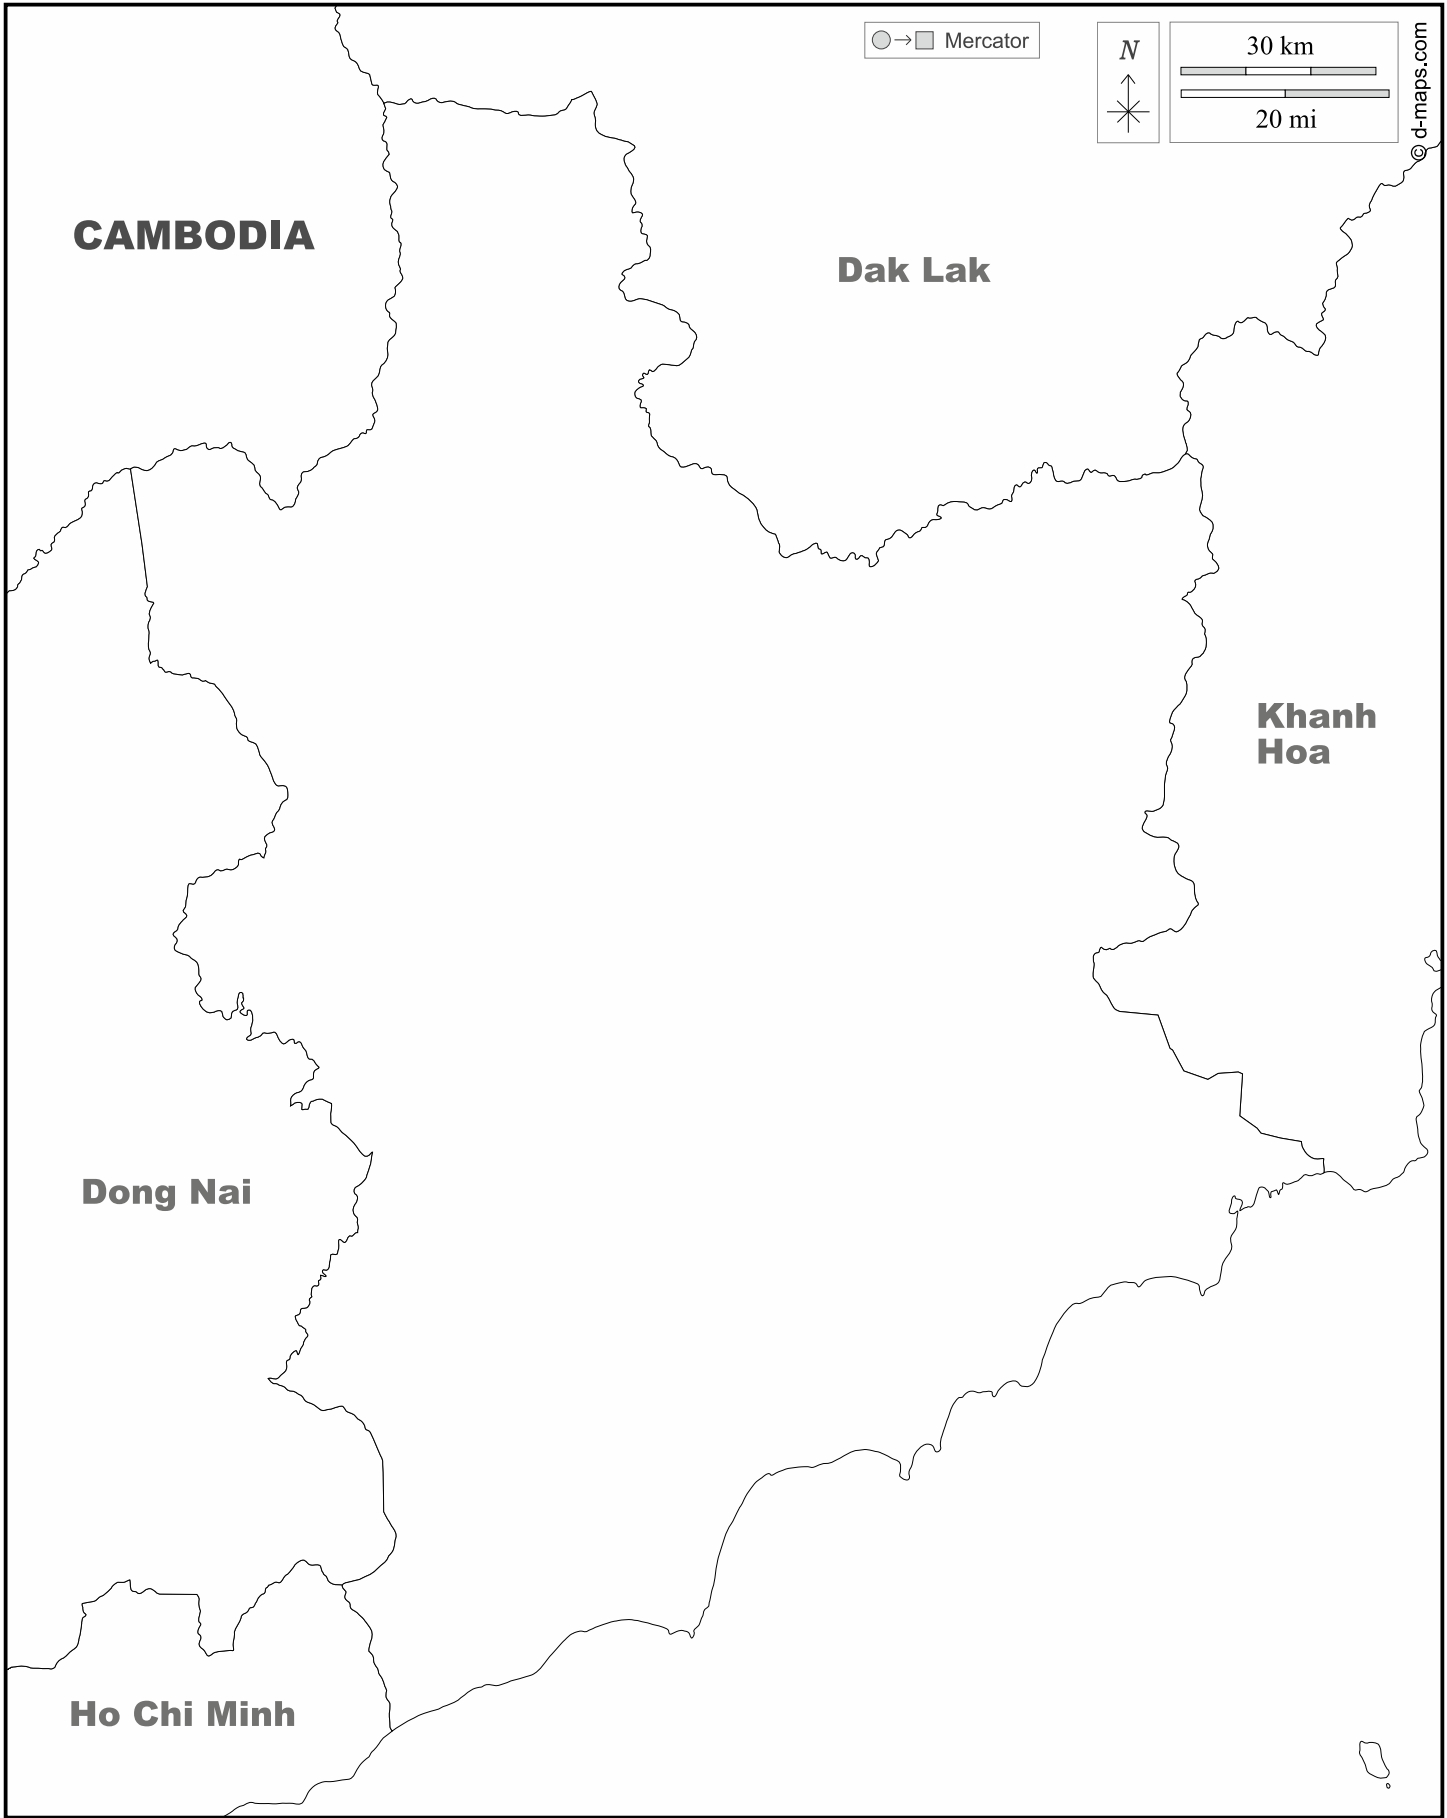 Mercator
N
30 km
20 mi
© d-maps.com
CAMBODIA
Dak Lak
Khanh
Hoa
Dong Nai
Ho Chi Minh